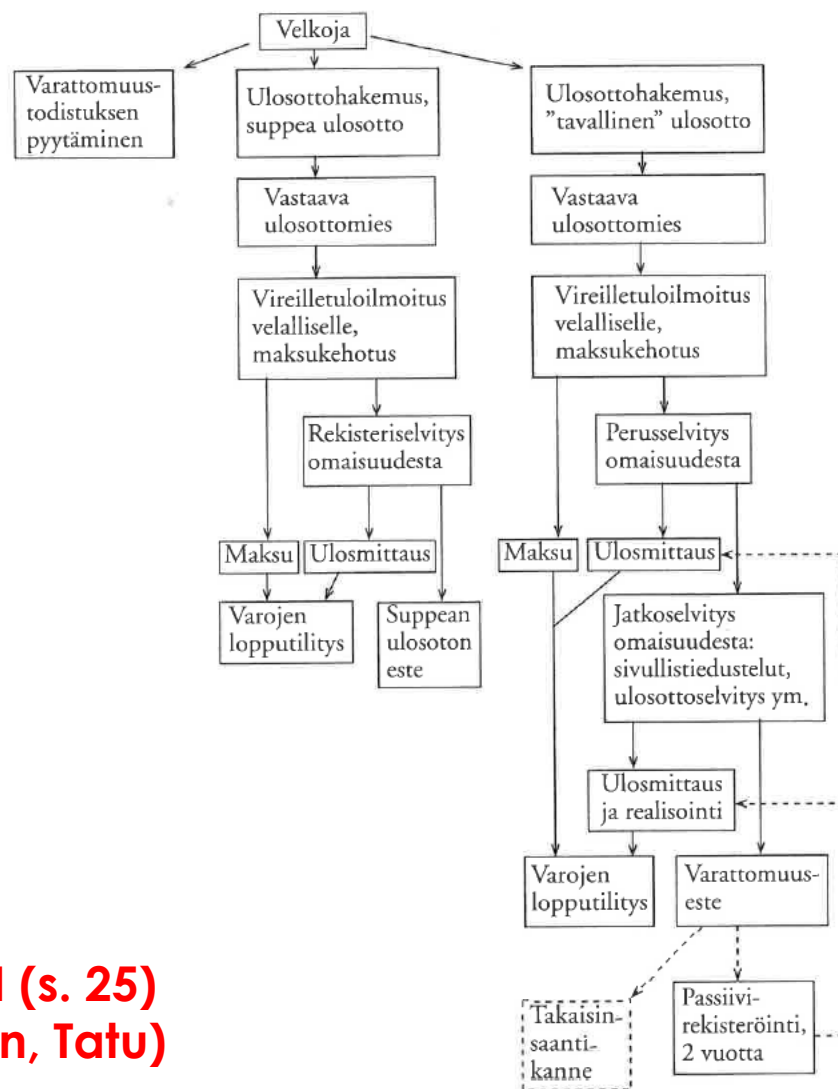 Velkoja
Varattomuus-
todistuksen
pyytäminen
Ulosottohakemus,
suppea ulosotto
Ulosottohakemus,
"tavallinen" ulosotto
Vastaava
ulosottomies
Vastaava
ulosottomies
Vireilletuloilmoitus
velalliselle,
maksukehotus
Vireilletuloilmoitus
velalliselle,
maksukehotus
Rekisteriselvitys
omaisuudesta
Perusselvitys
omaisuudesta
Maksu
Ulosmittaus
Maksu
Ulosmittaus
Varojen
lopputilitys
Suppean
ulosoton
este
Jatkoselvitys
omaisuudesta:
sivullistiedustelut,
ulosottoselvitys ym.
Ulosmittaus
ja realisointi
Varojen
lopputilitys
Varattomuus-
este
Takaisin-
saanti-
kanne
Passiivi-
rekisteröinti,
2 vuotta
(s. 25)
n, Tatu)